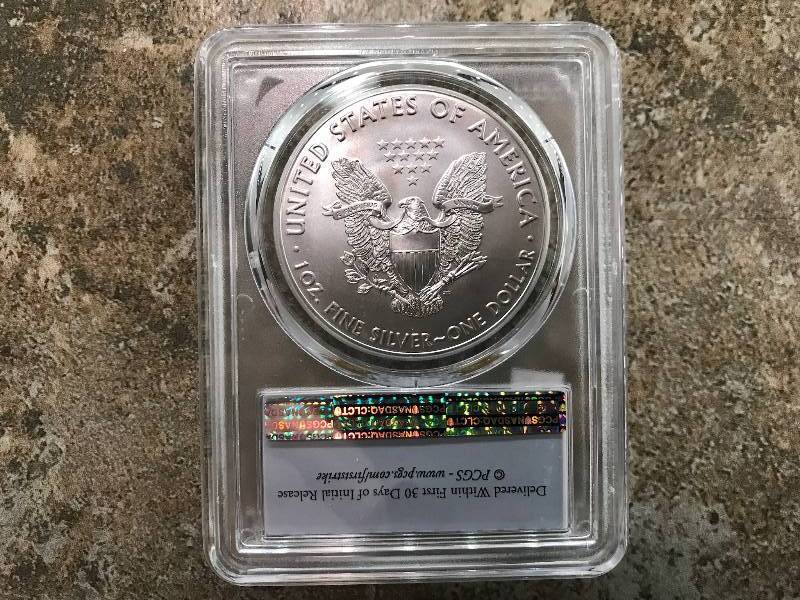 UNITED STATES OF AMERICA
1 OZ. FINE SILVER~ONE DOLLAR
PCGS NASDAQ-CLCT
Delivered Within First 30 Days of Initial Release
© PCGS - www.pcgs.com/firststrike